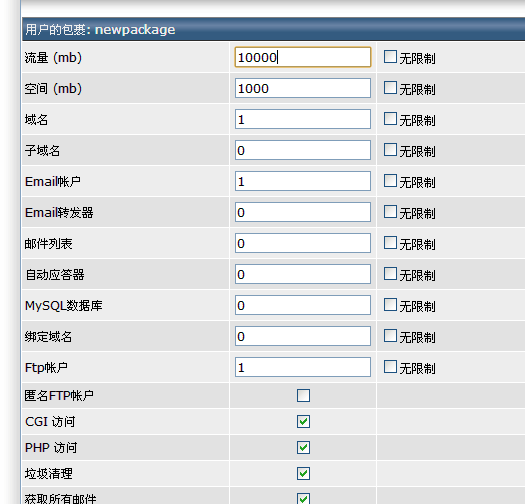 用户的包裹: newpackage
流量 (mb) 10000 无限制
空间 (mb) 1000 无限制
域名 1 无限制
子域名 0 无限制
Email帐户 1 无限制
Email转发器 0 无限制
邮件列表 0 无限制
自动应答器 0 无限制
MySQL数据库 0 无限制
绑定域名 0 无限制
Ftp帐户 1 无限制
匿名FTP帐户
CGI 访问
PHP 访问
垃圾清理
获取所有邮件